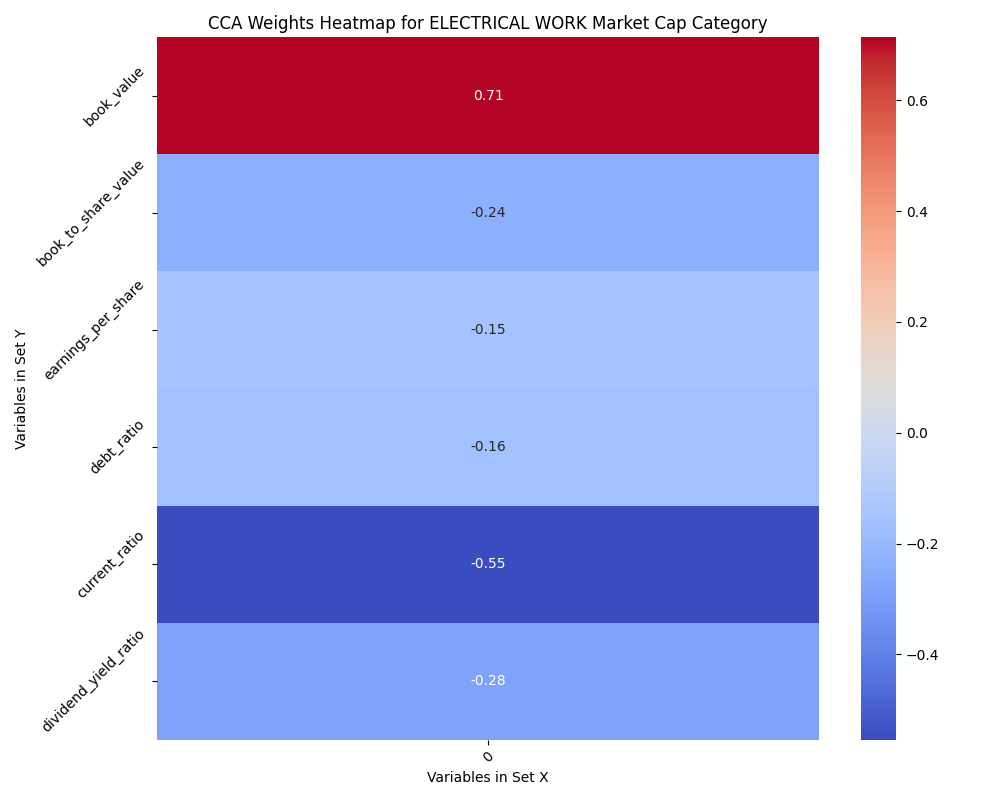 CCA Weights Heatmap for ELECTRICAL WORK Market Cap Category
Variables in Set Y
book_value
0.71
book_to_share_value
-0.24
earnings_per_share
-0.15
debt_ratio
-0.16
current_ratio
-0.55
dividend_yield_ratio
-0.28
0
Variables in Set X
0.6
0.4
0.2
0.0
−0.2
−0.4